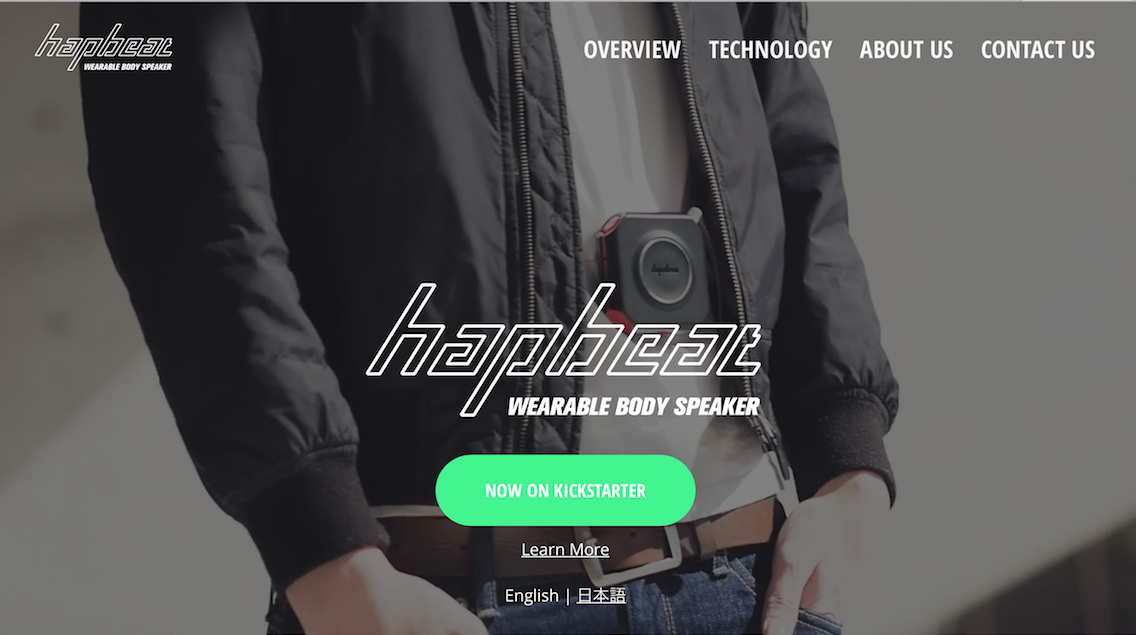 hapbeat
WEARABLE BODY SPEAKER
OVERVIEW TECHNOLOGY ABOUT US CONTACT US
hapbeat
hapbeat
WEARABLE BODY SPEAKER
NOW ON KICKSTARTER
Learn More
English | 日本語